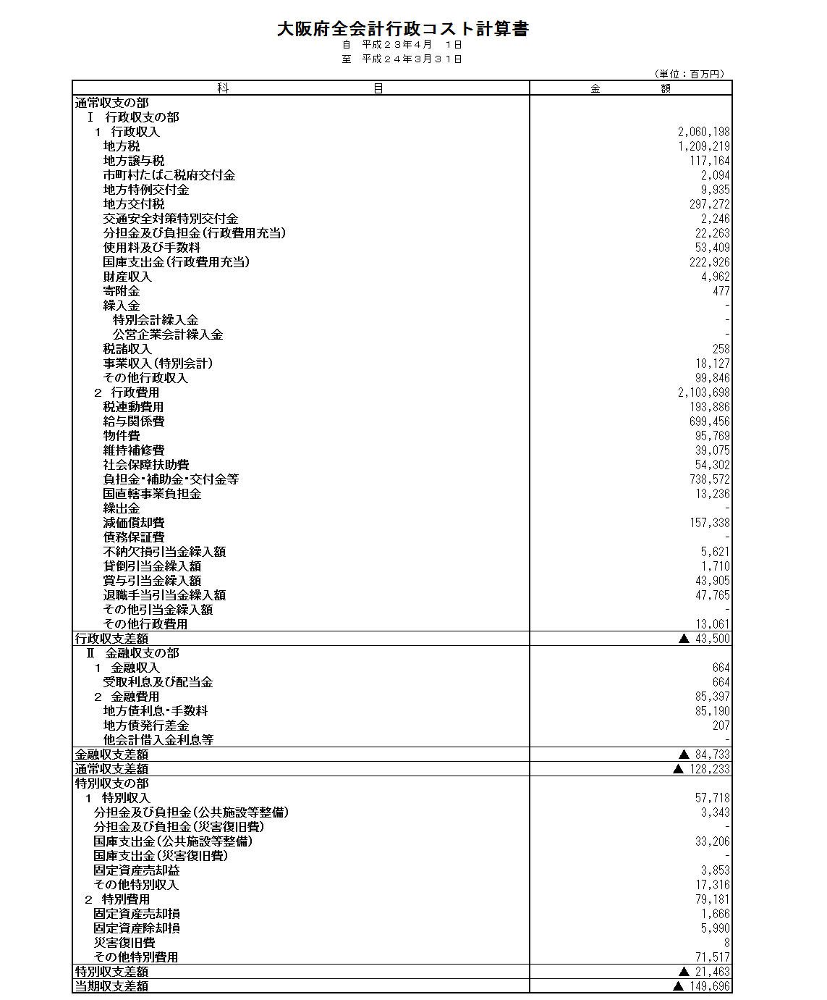 大阪府全会計行政コスト計算書
自　平成２３年４月　１日
至　平成２４年３月３１日
（単位：百万円）
科　目　金　額
通常収支の部
Ⅰ　行政収支の部
１　行政収入　2,060,198
地方税　1,209,219
地方譲与税　117,164
市町村たばこ税府交付金　2,094
地方特例交付金　9,935
地方交付税　297,272
交通安全対策特別交付金　2,246
分担金及び負担金（行政費用充当）　22,263
使用料及び手数料　53,409
国庫支出金（行政費用充当）　222,926
財産収入　4,962
寄附金　477
繰入金　-
特別会計繰入金　-
公営企業会計繰入金　-
税諸収入　258
事業収入（特別会計）　18,127
その他行政収入　99,846
２　行政費用　2,103,698
税連動費用　193,886
給与関係費　699,456
物件費　95,769
維持補修費　39,075
社会保障扶助費　54,302
負担金・補助金・交付金等　738,572
国直轄事業負担金　13,236
繰出金　-
減価償却費　157,338
債務保証費　-
不納欠損引当金繰入額　5,621
貸倒引当金繰入額　1,710
賞与引当金繰入額　43,905
退職手当引当金繰入額　47,765
その他引当金繰入額　-
その他行政費用　13,061
行政収支差額　▲ 43,500
Ⅱ　金融収支の部
１　金融収入　664
受取利息及び配当金　664
２　金融費用　85,397
地方債利息・手数料　85,190
地方債発行差金　207
他会計借入金利息等　-
金融収支差額　▲ 84,733
通常収支差額　▲ 128,233
特別収支の部
１　特別収入　57,718
分担金及び負担金（公共施設等整備）　3,343
分担金及び負担金（災害復旧費）　-
国庫支出金（公共施設等整備）　33,206
国庫支出金（災害復旧費）　-
固定資産売却益　3,853
その他特別収入　17,316
２　特別費用　79,181
固定資産売却損　1,666
固定資産除却損　5,990
災害復旧費　8
その他特別費用　71,517
特別収支差額　▲ 21,463
当期収支差額　▲ 149,696